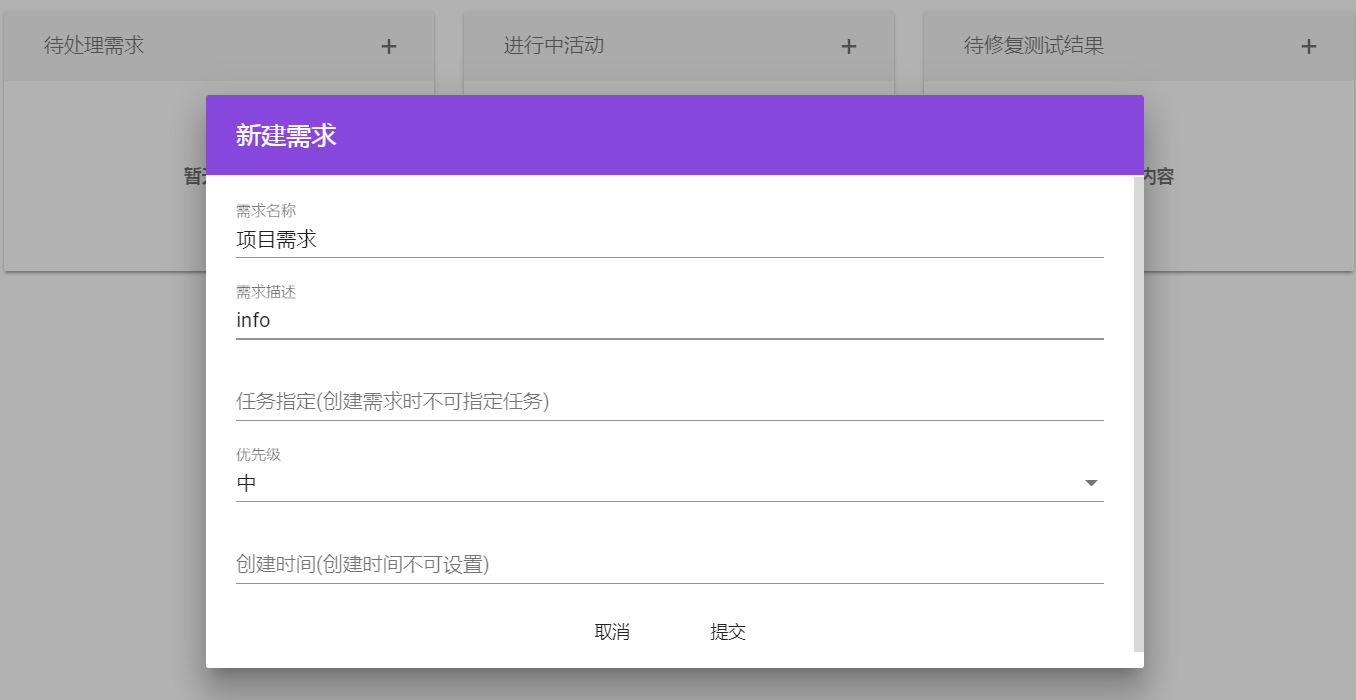 待处理需求 +
进行中活动 +
待修复测试结果 +
暂
内容
新建需求
需求名称
项目需求
需求描述
info
任务指定(创建需求时不可指定任务)
优先级
中
创建时间(创建时间不可设置)
取消 提交